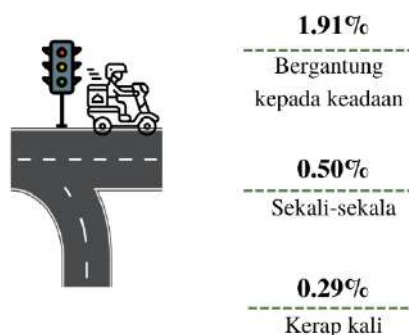 1.91%
Bergantung
kepada keadaan
0.50%
Sekali-sekala
0.29%
Kerap kali